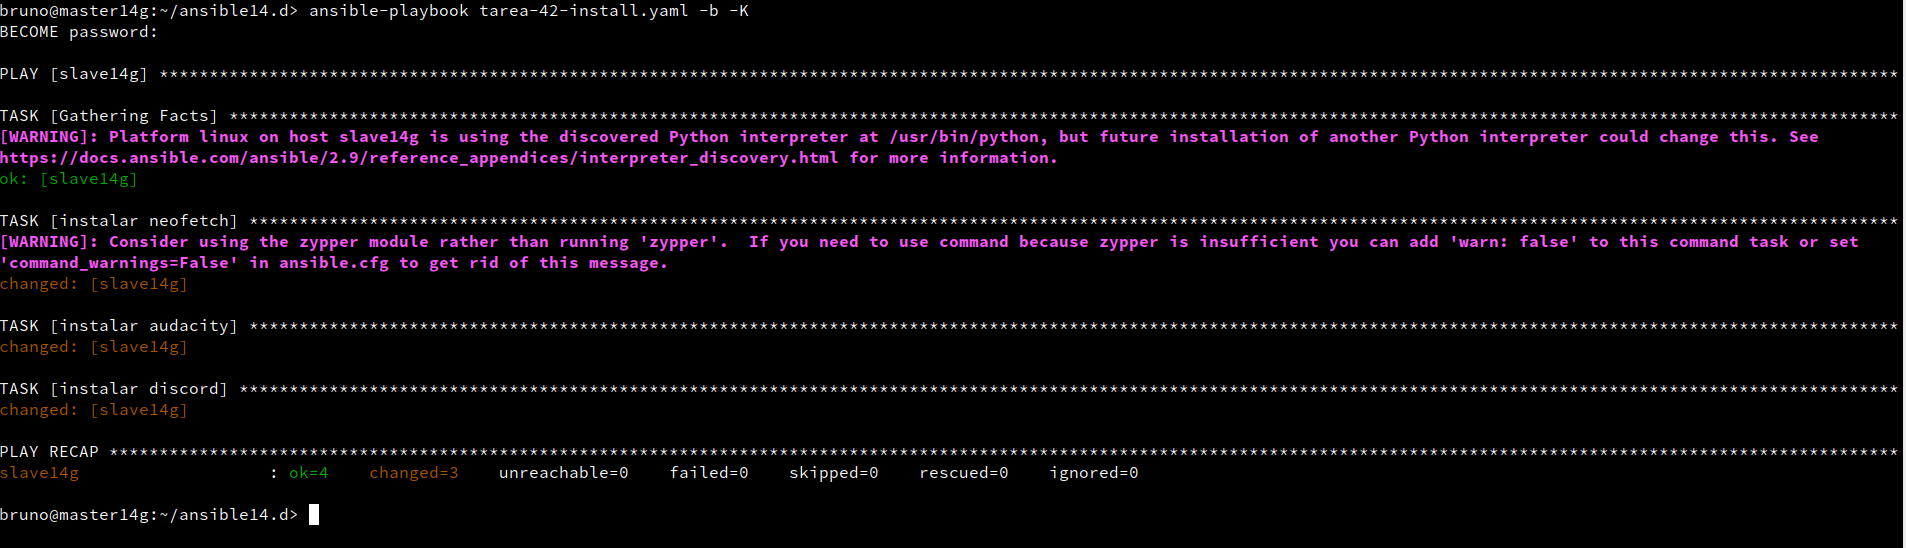 bruno@master14g:~/ansible14.d> ansible-playbook tarea-42-install.yaml -b -K
BECOME password:
PLAY [slave14g] ******************************************************************************************************************************************************************************
TASK [Gathering Facts] ***********************************************************************************************************************************************************************
[WARNING]: Platform linux on host slave14g is using the discovered Python interpreter at /usr/bin/python, but future installation of another Python interpreter could change this. See
https://docs.ansible.com/ansible/2.9/reference_appendices/interpreter_discovery.html for more information.
ok: [slave14g]
TASK [instalar neofetch] *********************************************************************************************************************************************************************
[WARNING]: Consider using the zypper module rather than running 'zypper'.  If you need to use command because zypper is insufficient you can add 'warn: false' to this command task or set
'command_warnings=False' in ansible.cfg to get rid of this message.
changed: [slave14g]
TASK [instalar audacity] *********************************************************************************************************************************************************************
changed: [slave14g]
TASK [instalar discord] **********************************************************************************************************************************************************************
changed: [slave14g]
PLAY RECAP ***********************************************************************************************************************************************************************************
slave14g                   : ok=4    changed=3    unreachable=0    failed=0    skipped=0    rescued=0    ignored=0
bruno@master14g:~/ansible14.d>